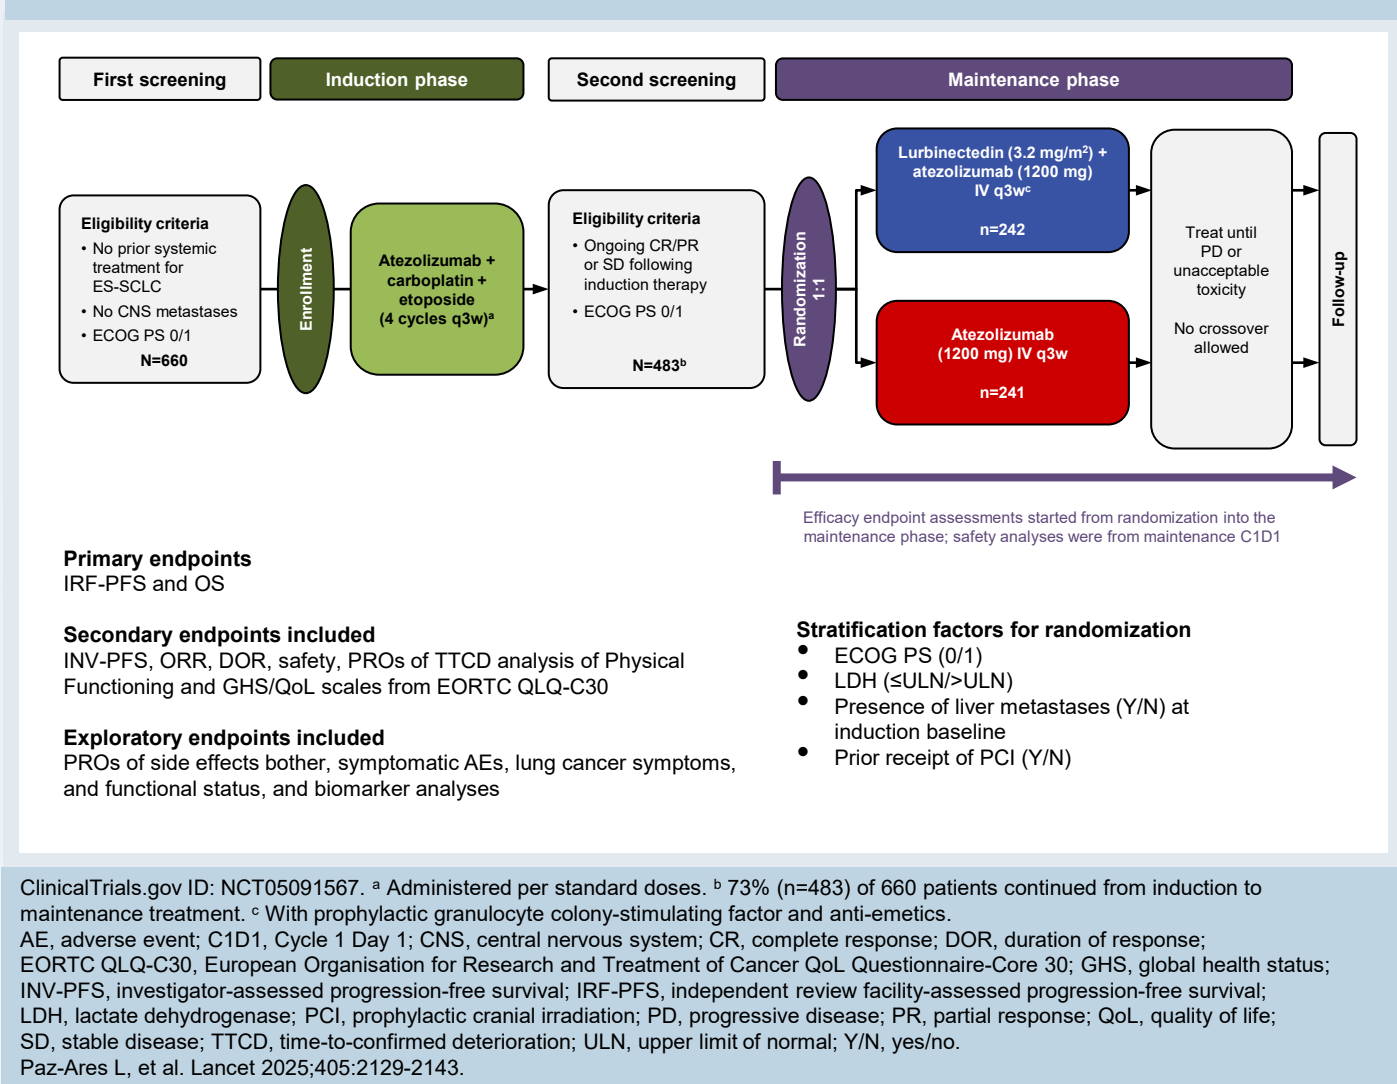 First screening
Induction phase
Second screening
Maintenance phase
Eligibility criteria
• No prior systemic
treatment for
ES-SCLC
• No CNS metastases
• ECOG PS 0/1
N=660
Enrollment
Atezolizumab +
carboplatin +
etoposide
(4 cycles q3w)ᵃ
Eligibility criteria
• Ongoing CR/PR
or SD following
induction therapy
• ECOG PS 0/1
N=483ᵇ
Randomization
1:1
Lurbinectedin (3.2 mg/m²) +
atezolizumab (1200 mg)
IV q3wᶜ
n=242
Atezolizumab
(1200 mg) IV q3w
n=241
Treat until
PD or
unacceptable
toxicity
No crossover
allowed
Follow-up
Efficacy endpoint assessments started from randomization into the
maintenance phase; safety analyses were from maintenance C1D1
Primary endpoints
IRF-PFS and OS
Secondary endpoints included
INV-PFS, ORR, DOR, safety, PROs of TTCD analysis of Physical
Functioning and GHS/QoL scales from EORTC QLQ-C30
Exploratory endpoints included
PROs of side effects bother, symptomatic AEs, lung cancer symptoms,
and functional status, and biomarker analyses
Stratification factors for randomization
• ECOG PS (0/1)
• LDH (≤ULN/>ULN)
• Presence of liver metastases (Y/N) at
induction baseline
• Prior receipt of PCI (Y/N)
ClinicalTrials.gov ID: NCT05091567. ᵃ Administered per standard doses. ᵇ 73% (n=483) of 660 patients continued from induction to
maintenance treatment. ᶜ With prophylactic granulocyte colony-stimulating factor and anti-emetics.
AE, adverse event; C1D1, Cycle 1 Day 1; CNS, central nervous system; CR, complete response; DOR, duration of response;
EORTC QLQ-C30, European Organisation for Research and Treatment of Cancer QoL Questionnaire-Core 30; GHS, global health status;
INV-PFS, investigator-assessed progression-free survival; IRF-PFS, independent review facility-assessed progression-free survival;
LDH, lactate dehydrogenase; PCI, prophylactic cranial irradiation; PD, progressive disease; PR, partial response; QoL, quality of life;
SD, stable disease; TTCD, time-to-confirmed deterioration; ULN, upper limit of normal; Y/N, yes/no.
Paz-Ares L, et al. Lancet 2025;405:2129-2143.